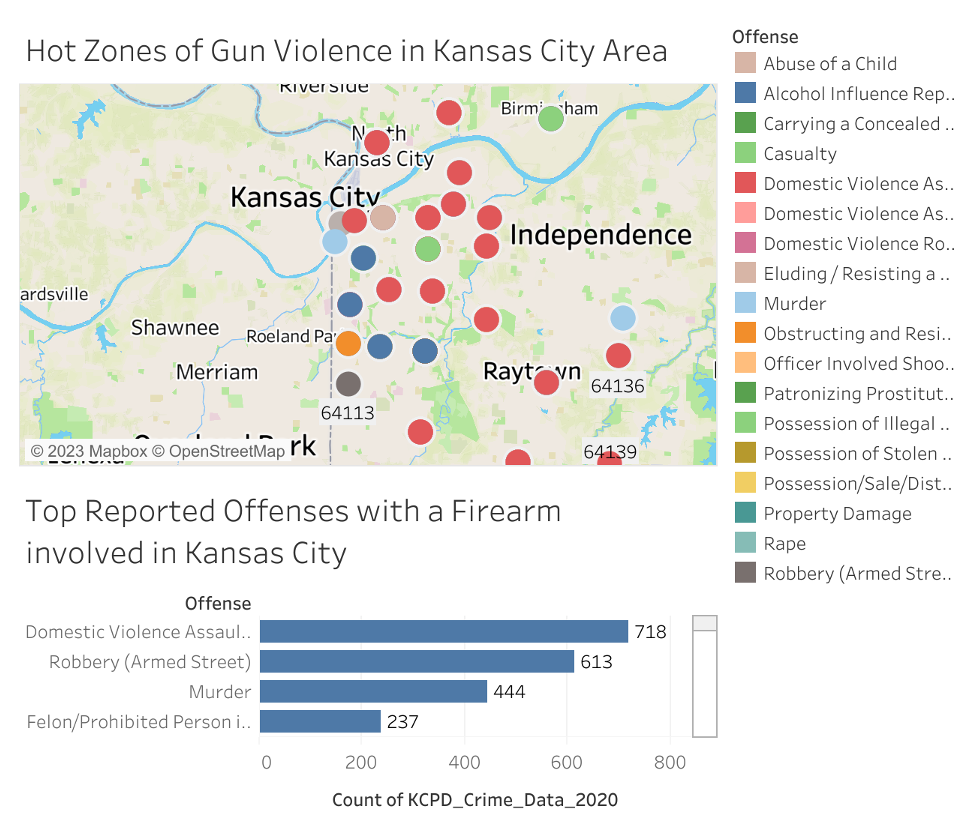 Hot Zones of Gun Violence in Kansas City Area
Riverside
Birmingham
North
Kansas City
Kansas City
Independence
ardsville
Shawnee
Roeland Par
Merriam
Raytown
64136
64113
64139
Park
© 2023 Mapbox © OpenStreetMap
Offense
Abuse of a Child
Alcohol Influence Rep..
Carrying a Concealed ..
Casualty
Domestic Violence As..
Domestic Violence As..
Domestic Violence Ro..
Eluding / Resisting a ..
Murder
Obstructing and Resi..
Officer Involved Shoo..
Patronizing Prostitut..
Possession of Illegal ..
Possession of Stolen ..
Possession/Sale/Dist..
Property Damage
Rape
Robbery (Armed Stre..
Top Reported Offenses with a Firearm
involved in Kansas City
Offense
Domestic Violence Assaul.. 718
Robbery (Armed Street) 613
Murder 444
Felon/Prohibited Person i.. 237
0 200 400 600 800
Count of KCPD_Crime_Data_2020